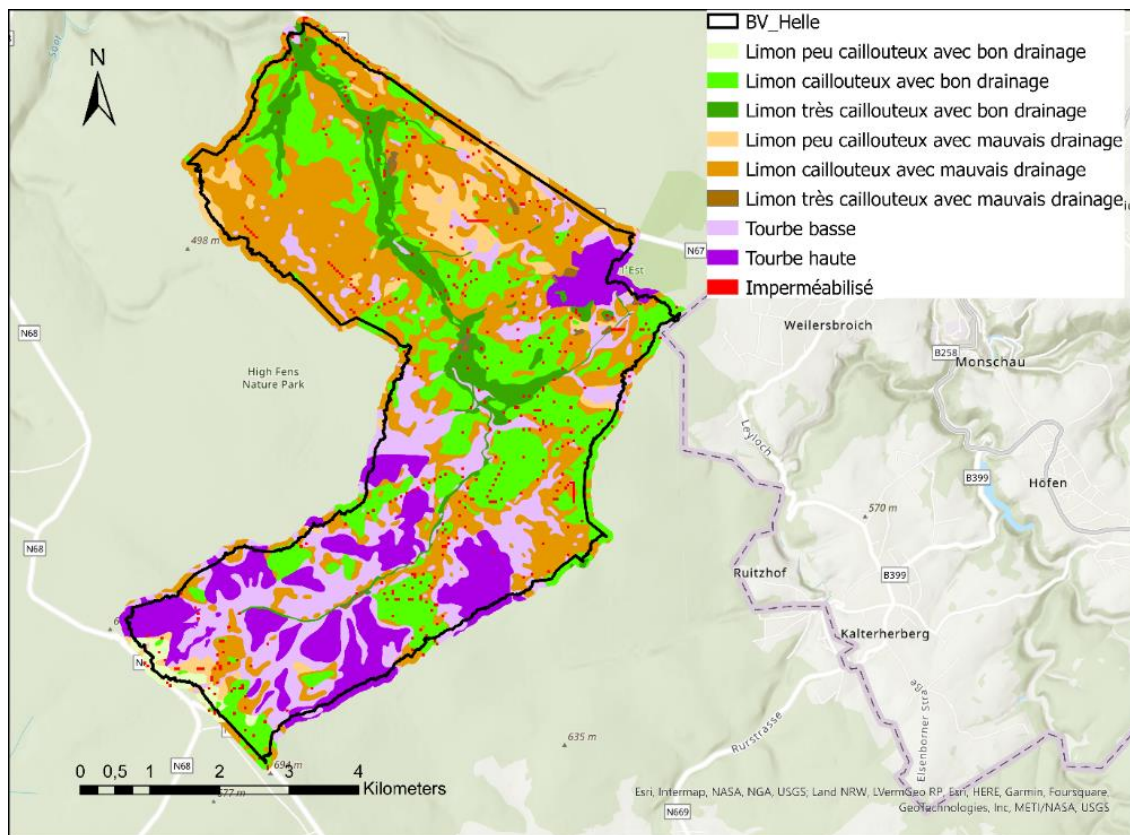 BV_Helle
Limon peu caillouteux avec bon drainage
Limon caillouteux avec bon drainage
Limon très caillouteux avec bon drainage
Limon peu caillouteux avec mauvais drainage
Limon caillouteux avec mauvais drainage
Limon très caillouteux avec mauvais drainage
Tourbe basse
Tourbe haute
Imperméabilisé
N
498 m
N67
l'Est
Weilersbroich
B258
Monschau
N68
High Fens
Nature Park
Leyloch
B399
Höfen
570 m
N68
Ruitzhof
B399
Kalterherberg
Elsenborner Stra
Rurstrasse
635 m
N68
694 m
677 m
N669
0 0,5 1 2 3 4
Kilometers
Esri, Intermap, NASA, NGA, USGS; Land NRW, LVermGeo RP, Esri, HERE, Garmin, Foursquare,
GeoTechnologies, Inc, METI/NASA, USGS